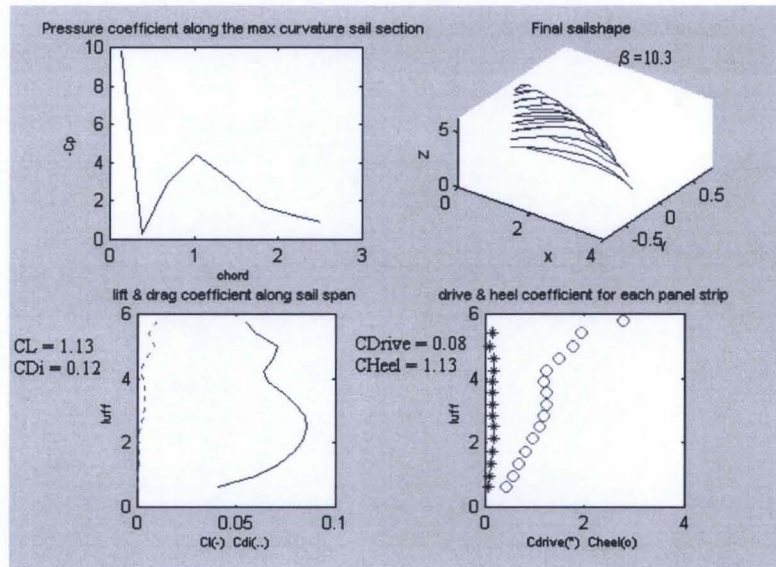 Pressure coefficient along the max curvature sail section
10
8
6
4
2
0
-Cp
0 1 2 3
chord
Final sailshape
β =10.3
5
0
Z
0
2
4
X
-0.5
0
0.5
Y
lift & drag coefficient along sail span
CL = 1.13
CDi = 0.12
6
4
2
0
luff
0 0.05 0.1
Cl(-) Cdi(..)
drive & heel coefficient for each panel strip
CDrive = 0.08
CHeel = 1.13
6
4
2
0
luff
0 2 4
Cdrive(*) Cheel(o)